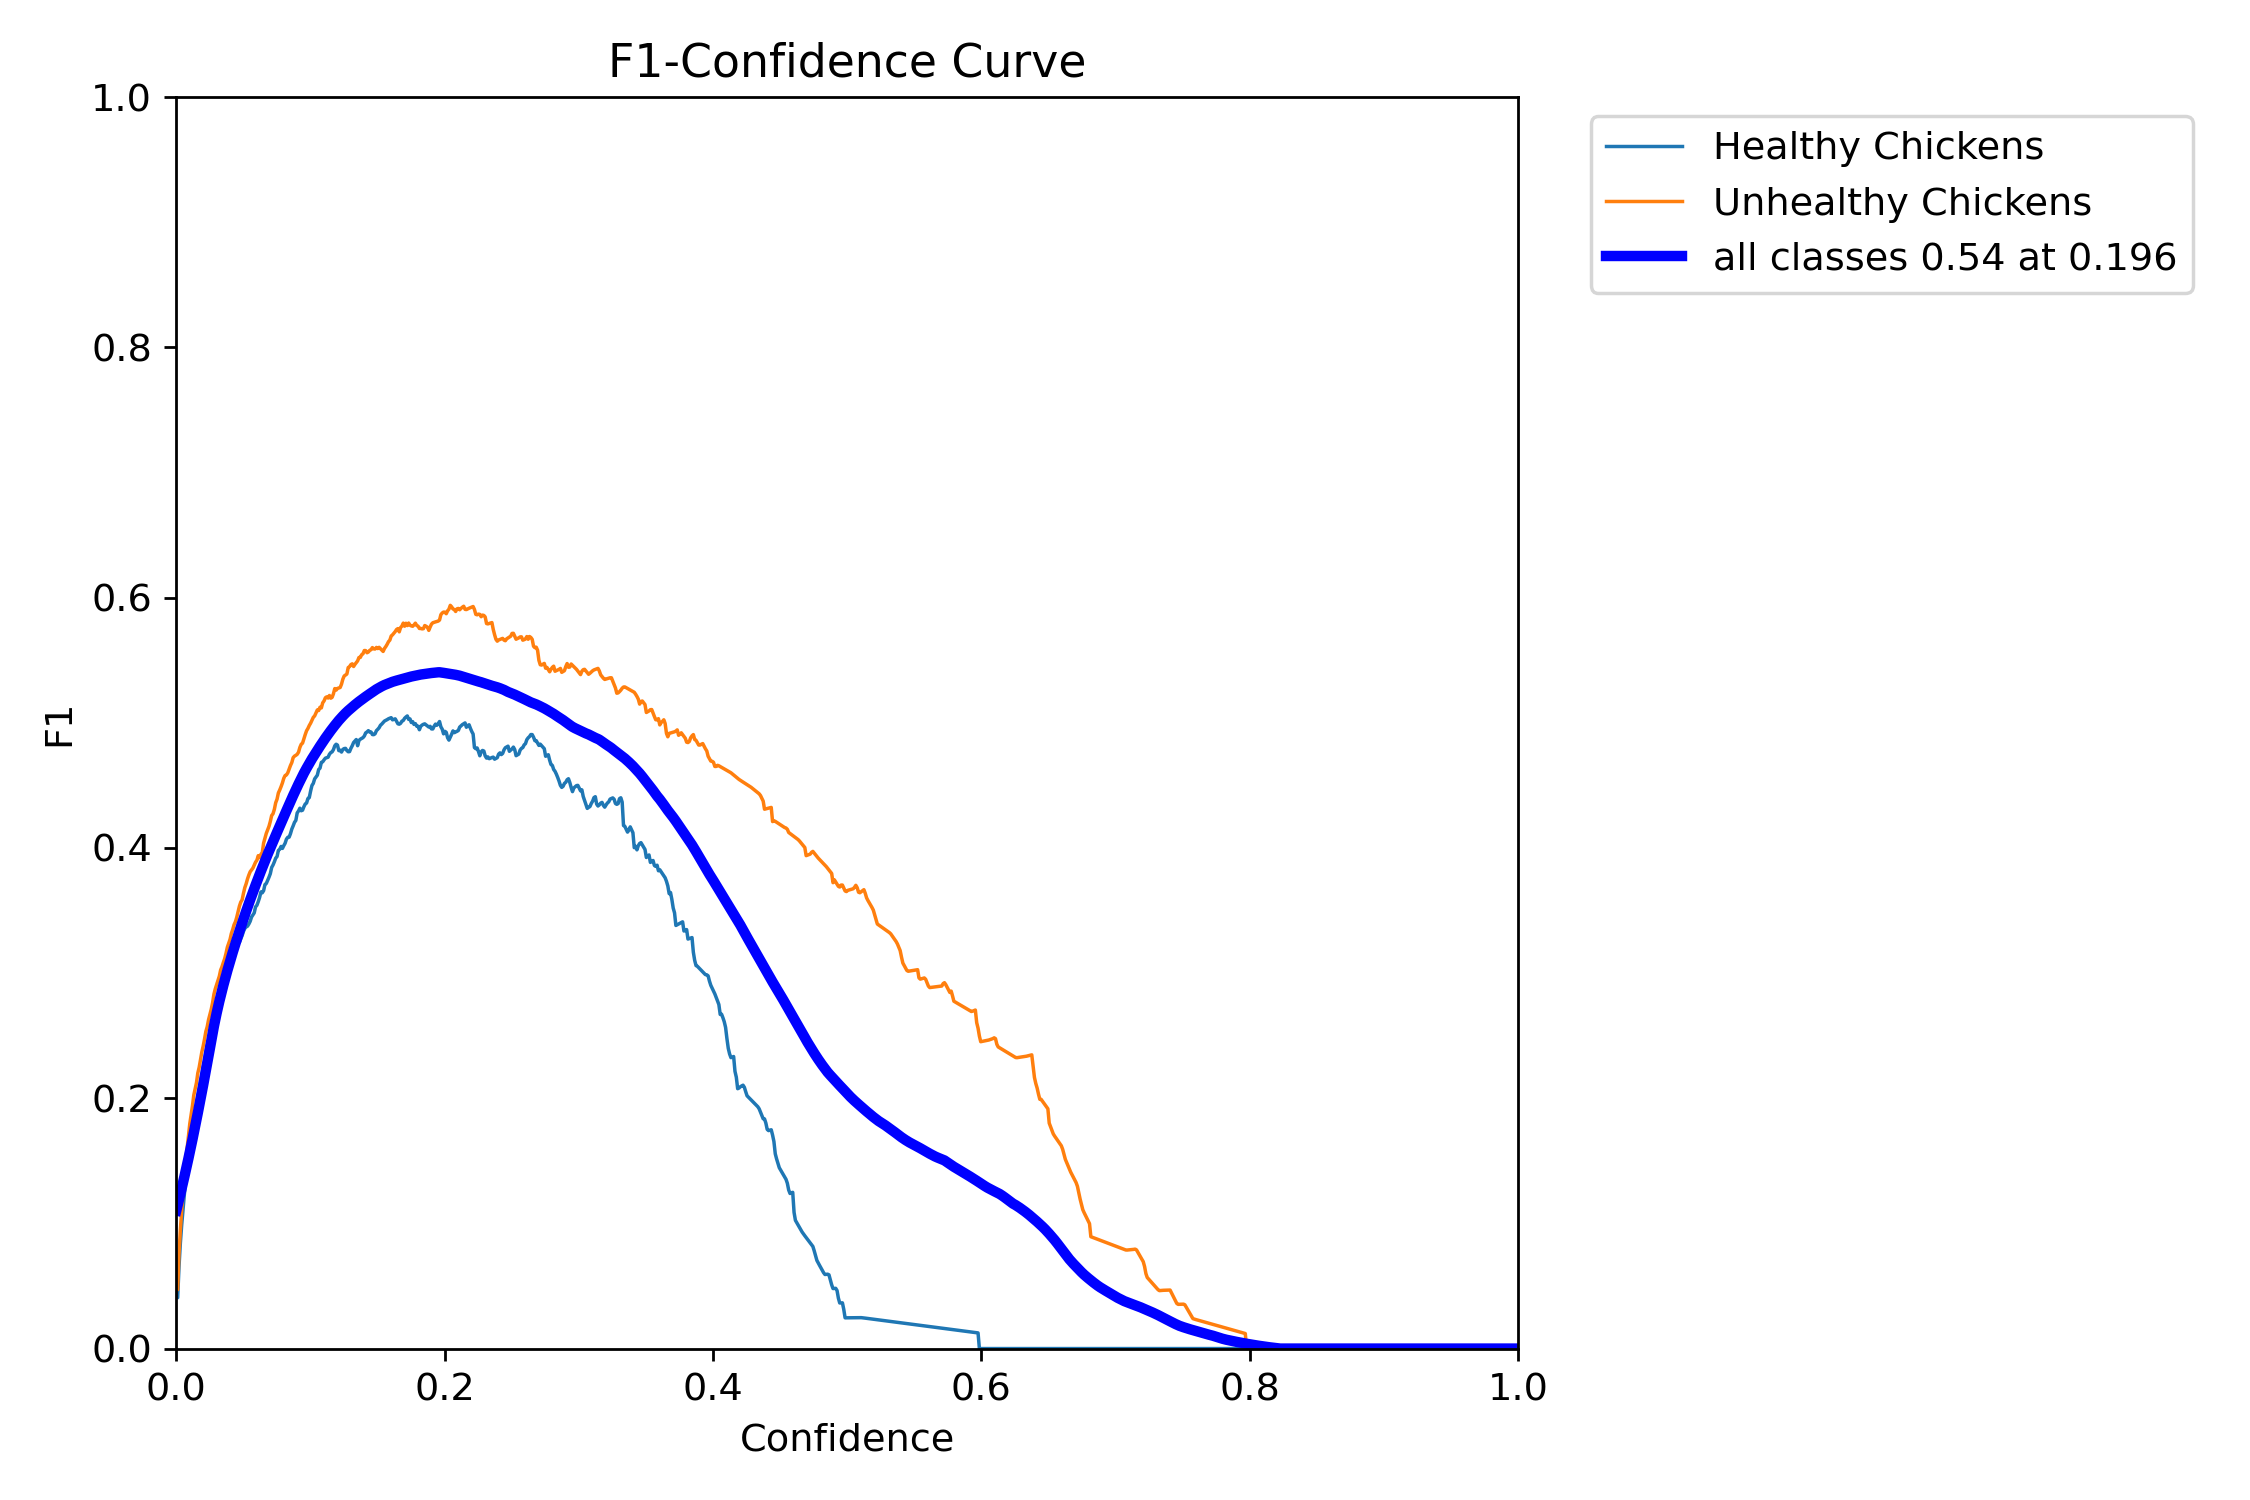 F1-Confidence Curve
1.0
0.8
0.6
0.4
0.2
0.0
F1
0.0 0.2 0.4 0.6 0.8 1.0
Confidence
Healthy Chickens
Unhealthy Chickens
all classes 0.54 at 0.196